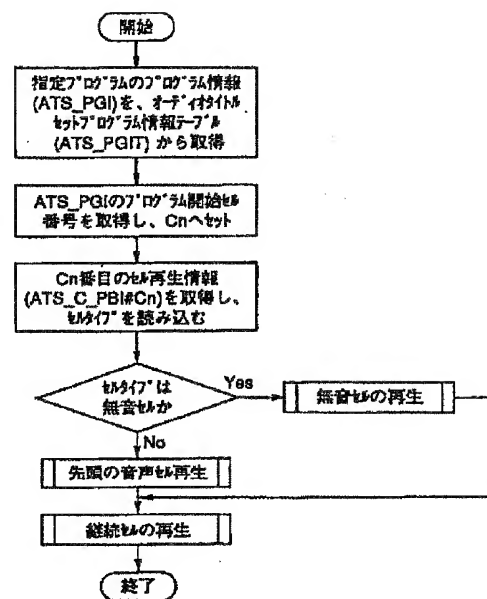 開始
指定プログラムのプログラム情報
(ATS_PGI)を、オーディオタイトル
セットプログラム情報テーブル
(ATS_PGIT) から取得
ATS_PGIのプログラム開始セル
番号を取得し、Cnへセット
Cn番目のセル再生情報
(ATS_C_PBI#Cn)を取得し、
セルタイプを読み込む
セルタイプは
無音セルか
Yes
無音セルの再生
No
先頭の音声セル再生
継続セルの再生
終了